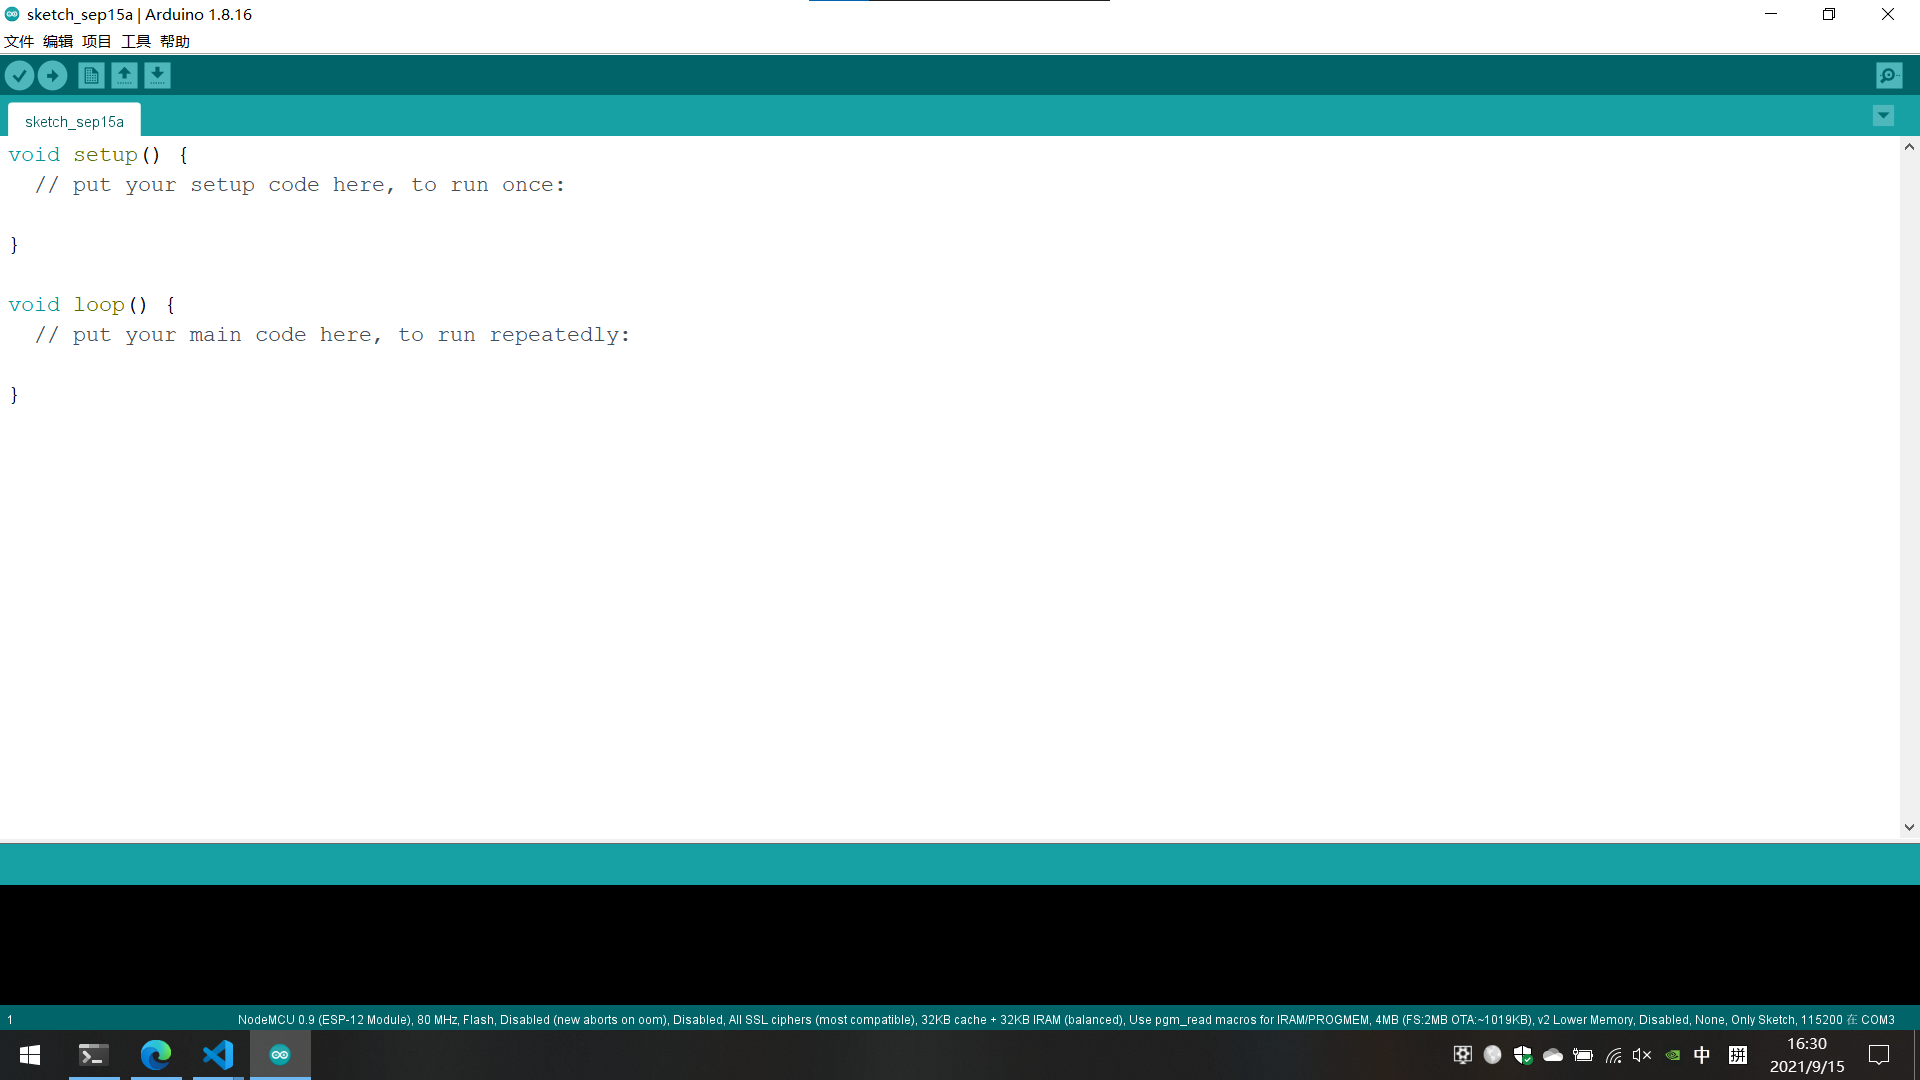 sketch_sep15a | Arduino 1.8.16
文件 编辑 项目 工具 帮助
sketch_sep15a
void setup() {
  // put your setup code here, to run once:
}
void loop() {
  // put your main code here, to run repeatedly:
}
1 NodeMCU 0.9 (ESP-12 Module), 80 MHz, Flash, Disabled (new aborts on oom), Disabled, All SSL ciphers (most compatible), 32KB cache + 32KB IRAM (balanced), Use pgm_read macros for IRAM/PROGMEM, 4MB (FS:2MB OTA:~1019KB), v2 Lower Memory, Disabled, None, Only Sketch, 115200 在 COM3
中 拼 16:30
2021/9/15